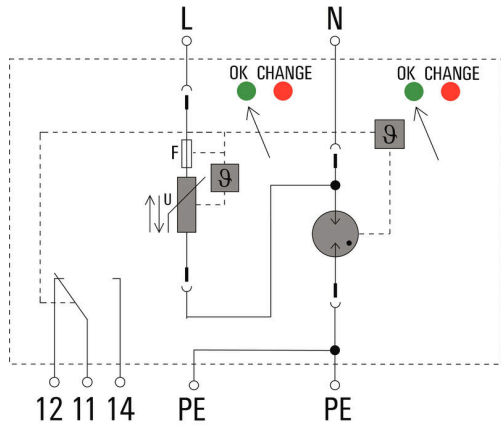 L N
OK CHANGE
OK CHANGE
ϑ
F
ϑ
U
12 11 14 PE PE